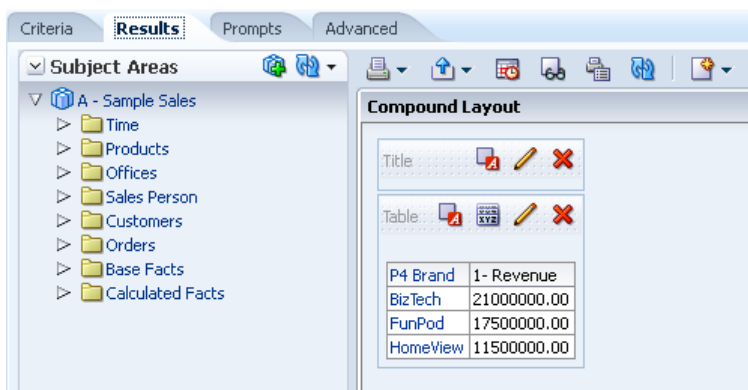 Criteria Results Prompts Advanced
Subject Areas
A - Sample Sales
Time
Products
Offices
Sales Person
Customers
Orders
Base Facts
Calculated Facts
Compound Layout
Title
Table
P4 Brand 1- Revenue
BizTech 21000000.00
FunPod 17500000.00
HomeView 11500000.00